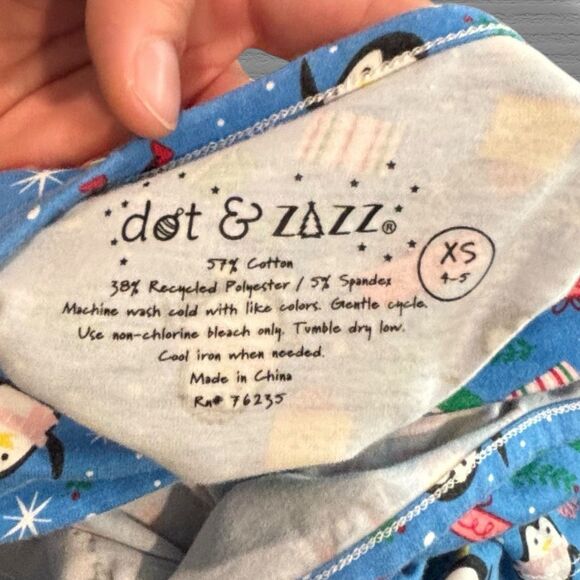 dot & ZAZZ®
XS
4-5
57% Cotton
38% Recycled Polyester / 5% Spandex
Machine wash cold with like colors. Gentle cycle.
Use non-chlorine bleach only. Tumble dry low.
Cool iron when needed.
Made in China
Rn# 76235